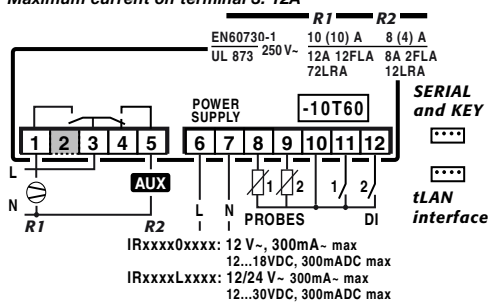 Maximum current on terminal 3: 12A
R1 R2
EN60730-1 250 V~ 10 (10) A 8 (4) A
UL 873 12A 12FLA 8A 2FLA
72LRA 12LRA
POWER
SUPPLY
-10T60
SERIAL
and KEY
1 2 3 4 5 6 7 8 9 10 11 12
L
AUX
1 2 1 2
tLAN
interface
N
R1 R2
L N PROBES DI
IRxxxx0xxxx: 12 V~, 300mA~ max
12...18VDC, 300mADC max
IRxxxxLxxxx: 12/24 V~ 300mA~ max
12...30VDC, 300mADC max